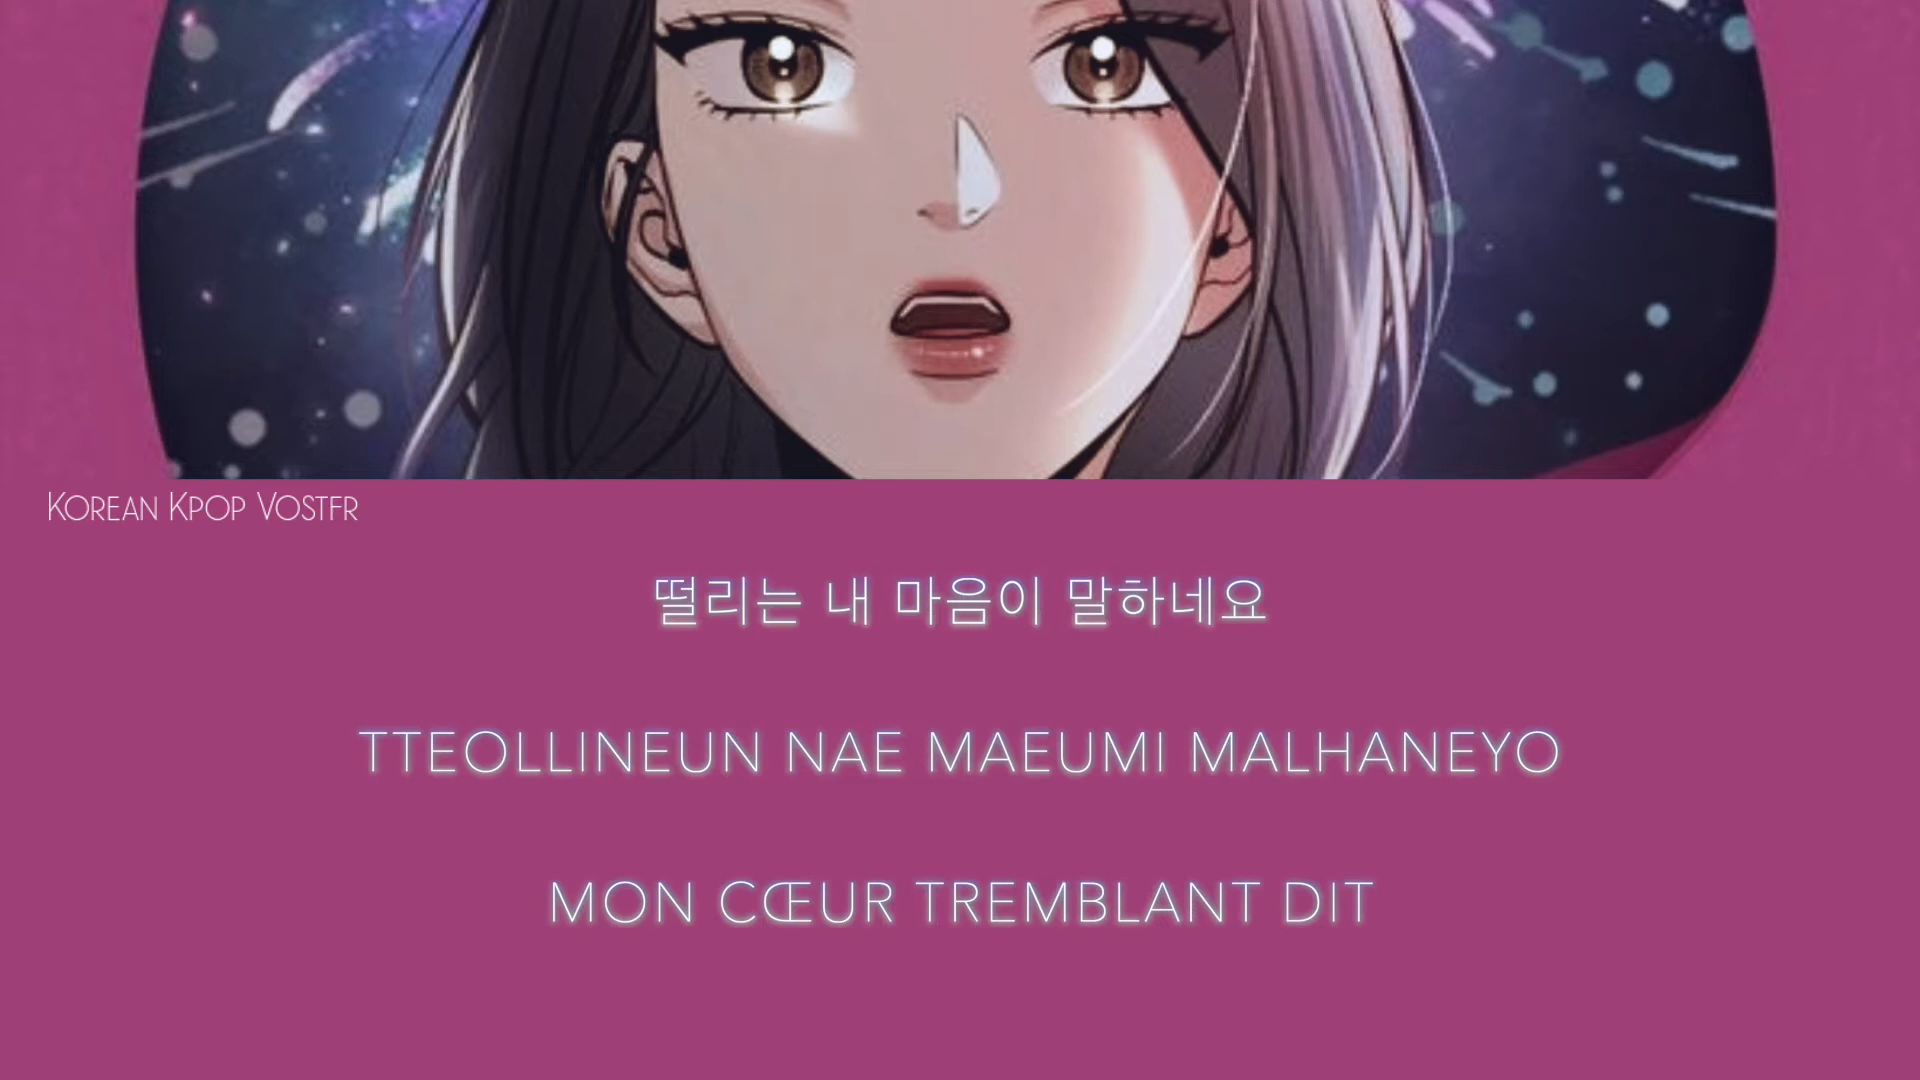 Korean Kpop Vostfr
떨리는 내 마음이 말하네요
TTEOLLINEUN NAE MAEUMI MALHANEYO
MON CŒUR TREMBLANT DIT